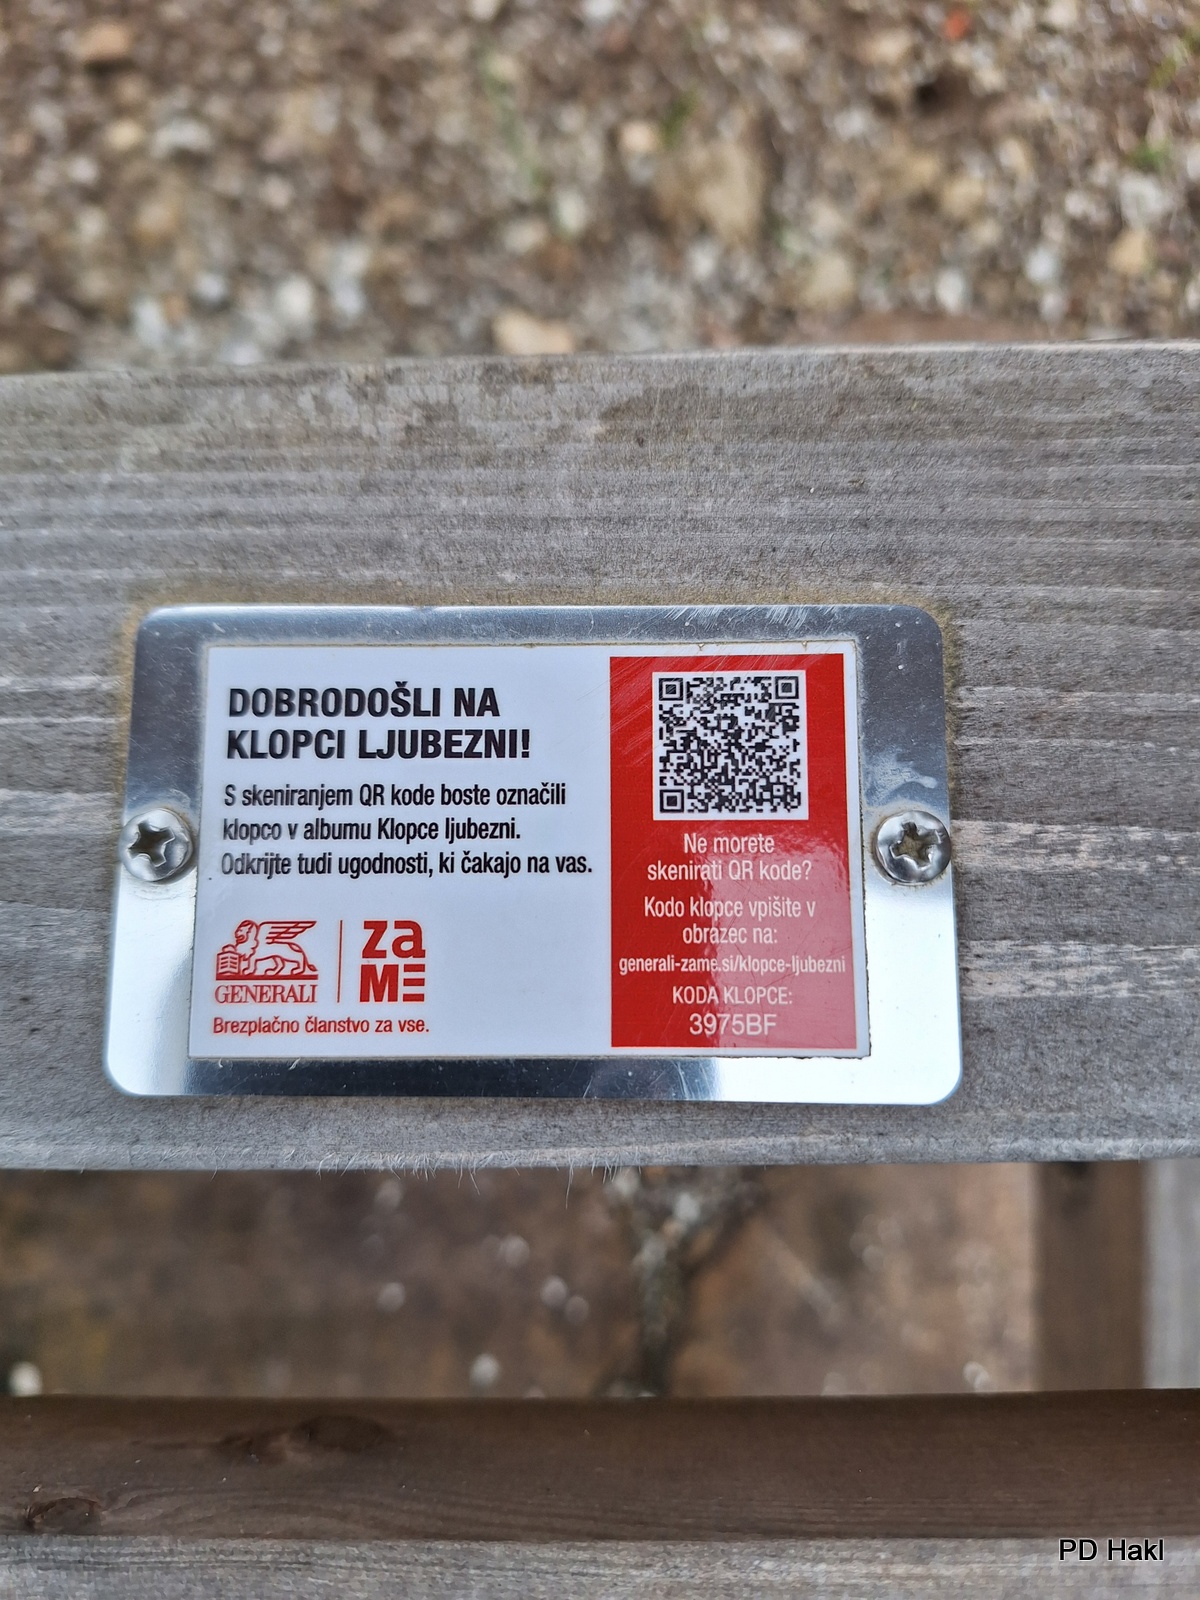 DOBRODOŠLI NA
KLOPCI LJUBEZNI!
S skeniranjem QR kode boste označili
klopco v albumu Klopce ljubezni.
Odkrijte tudi ugodnosti, ki čakajo na vas.
GENERALI
za
ME
Brezplačno članstvo za vse.
Ne morete
skenirati QR kode?
Kodo klopce vpišite v
obrazec na:
generali-zame.si/klopce-ljubezni
KODA KLOPCE:
3975BF
PD Hakl